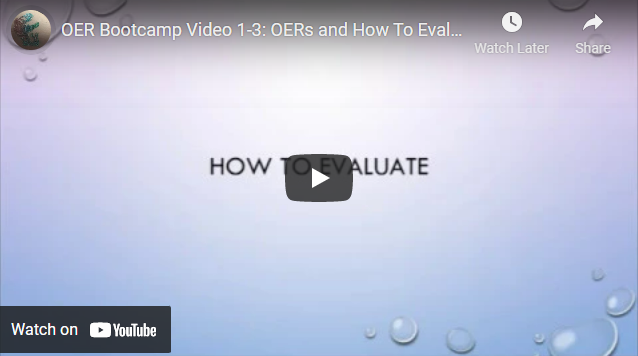 OER Bootcamp Video 1-3: OERs and How To Eval...
Watch Later
Share
HOW TO EVALUATE
Watch on YouTube